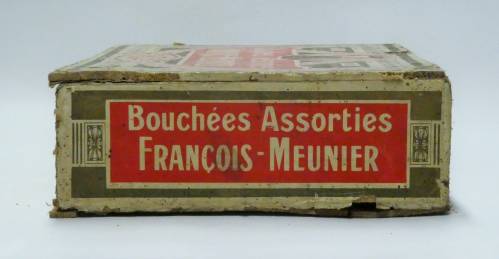 Bouchées Assorties
FRANÇOIS-MEUNIER